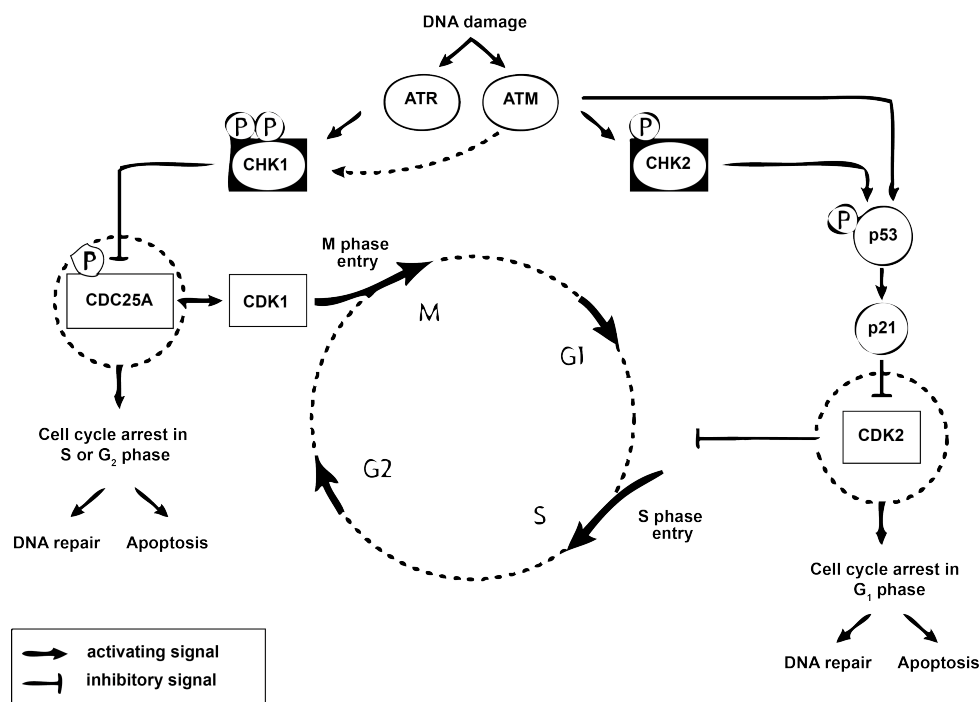 DNA damage
ATR
ATM
P P
P
CHK1
CHK2
P
p53
P
M phase
entry
CDC25A
CDK1
M
p21
G1
CDK2
Cell cycle arrest in
S or G₂ phase
G2
S
S phase
entry
DNA repair
Apoptosis
Cell cycle arrest in
G₁ phase
activating signal
inhibitory signal
DNA repair
Apoptosis